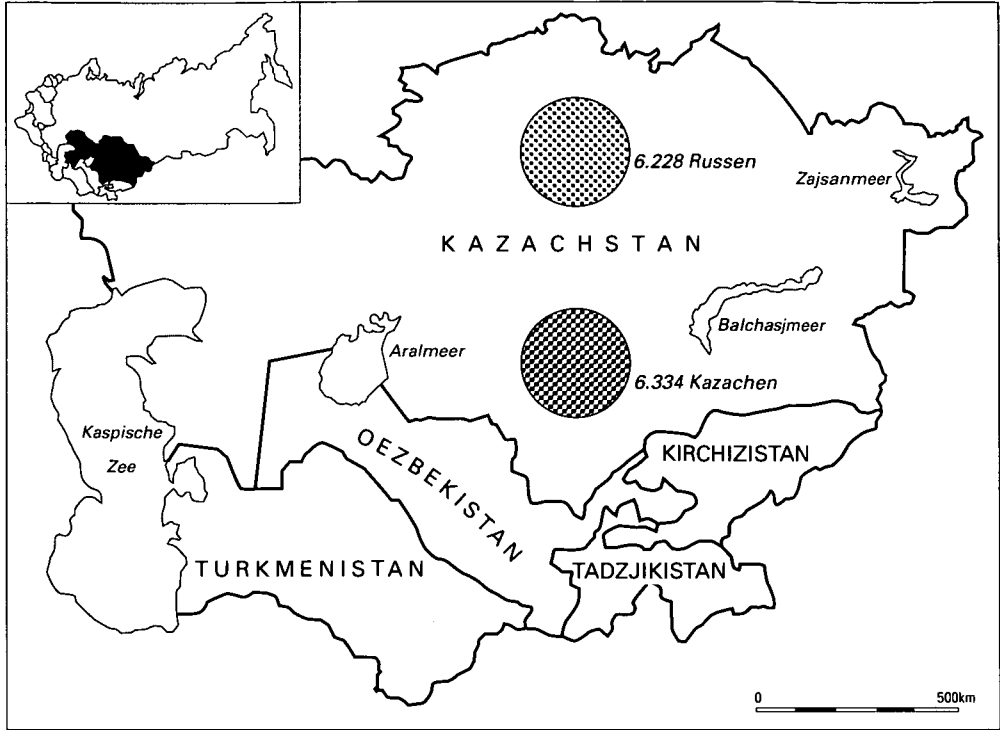 6.228 Russen
Zajsanmeer
KAZACHSTAN
Balchasjmeer
Aralmeer
6.334 Kazachen
Kaspische
Zee
OEZBEKISTAN
KIRCHIZISTAN
TURKMENISTAN
TADZJIKISTAN
0 500km